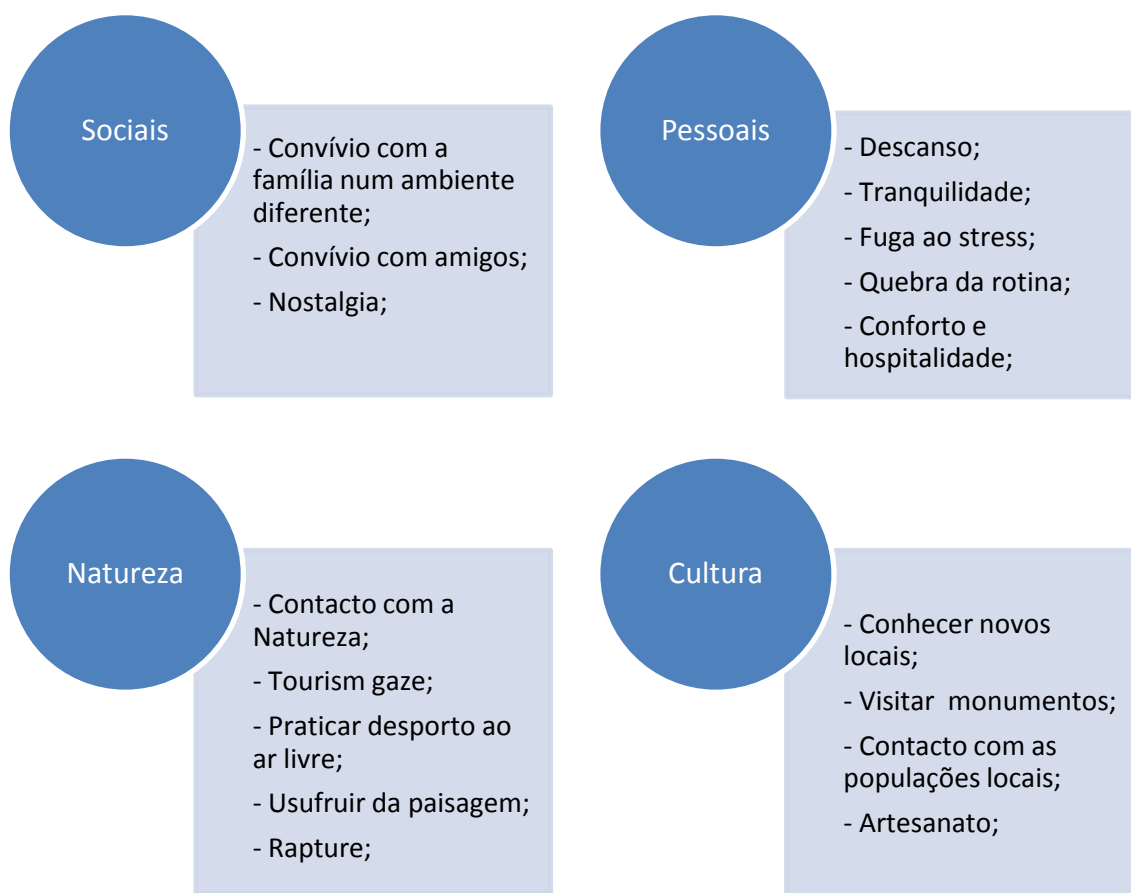 Sociais
- Convívio com a
família num ambiente
diferente;
- Convívio com amigos;
- Nostalgia;
Pessoais
- Descanso;
- Tranquilidade;
- Fuga ao stress;
- Quebra da rotina;
- Conforto e
hospitalidade;
Natureza
- Contacto com a
Natureza;
- Tourism gaze;
- Praticar desporto ao
ar livre;
- Usufruir da paisagem;
- Rapture;
Cultura
- Conhecer novos
locais;
- Visitar  monumentos;
- Contacto com as
populações locais;
- Artesanato;